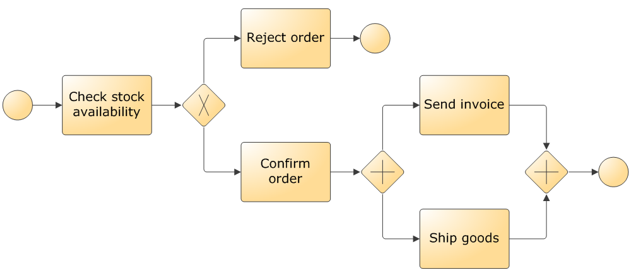 Reject order
Check stock
availability
Send invoice
Confirm
order
Ship goods